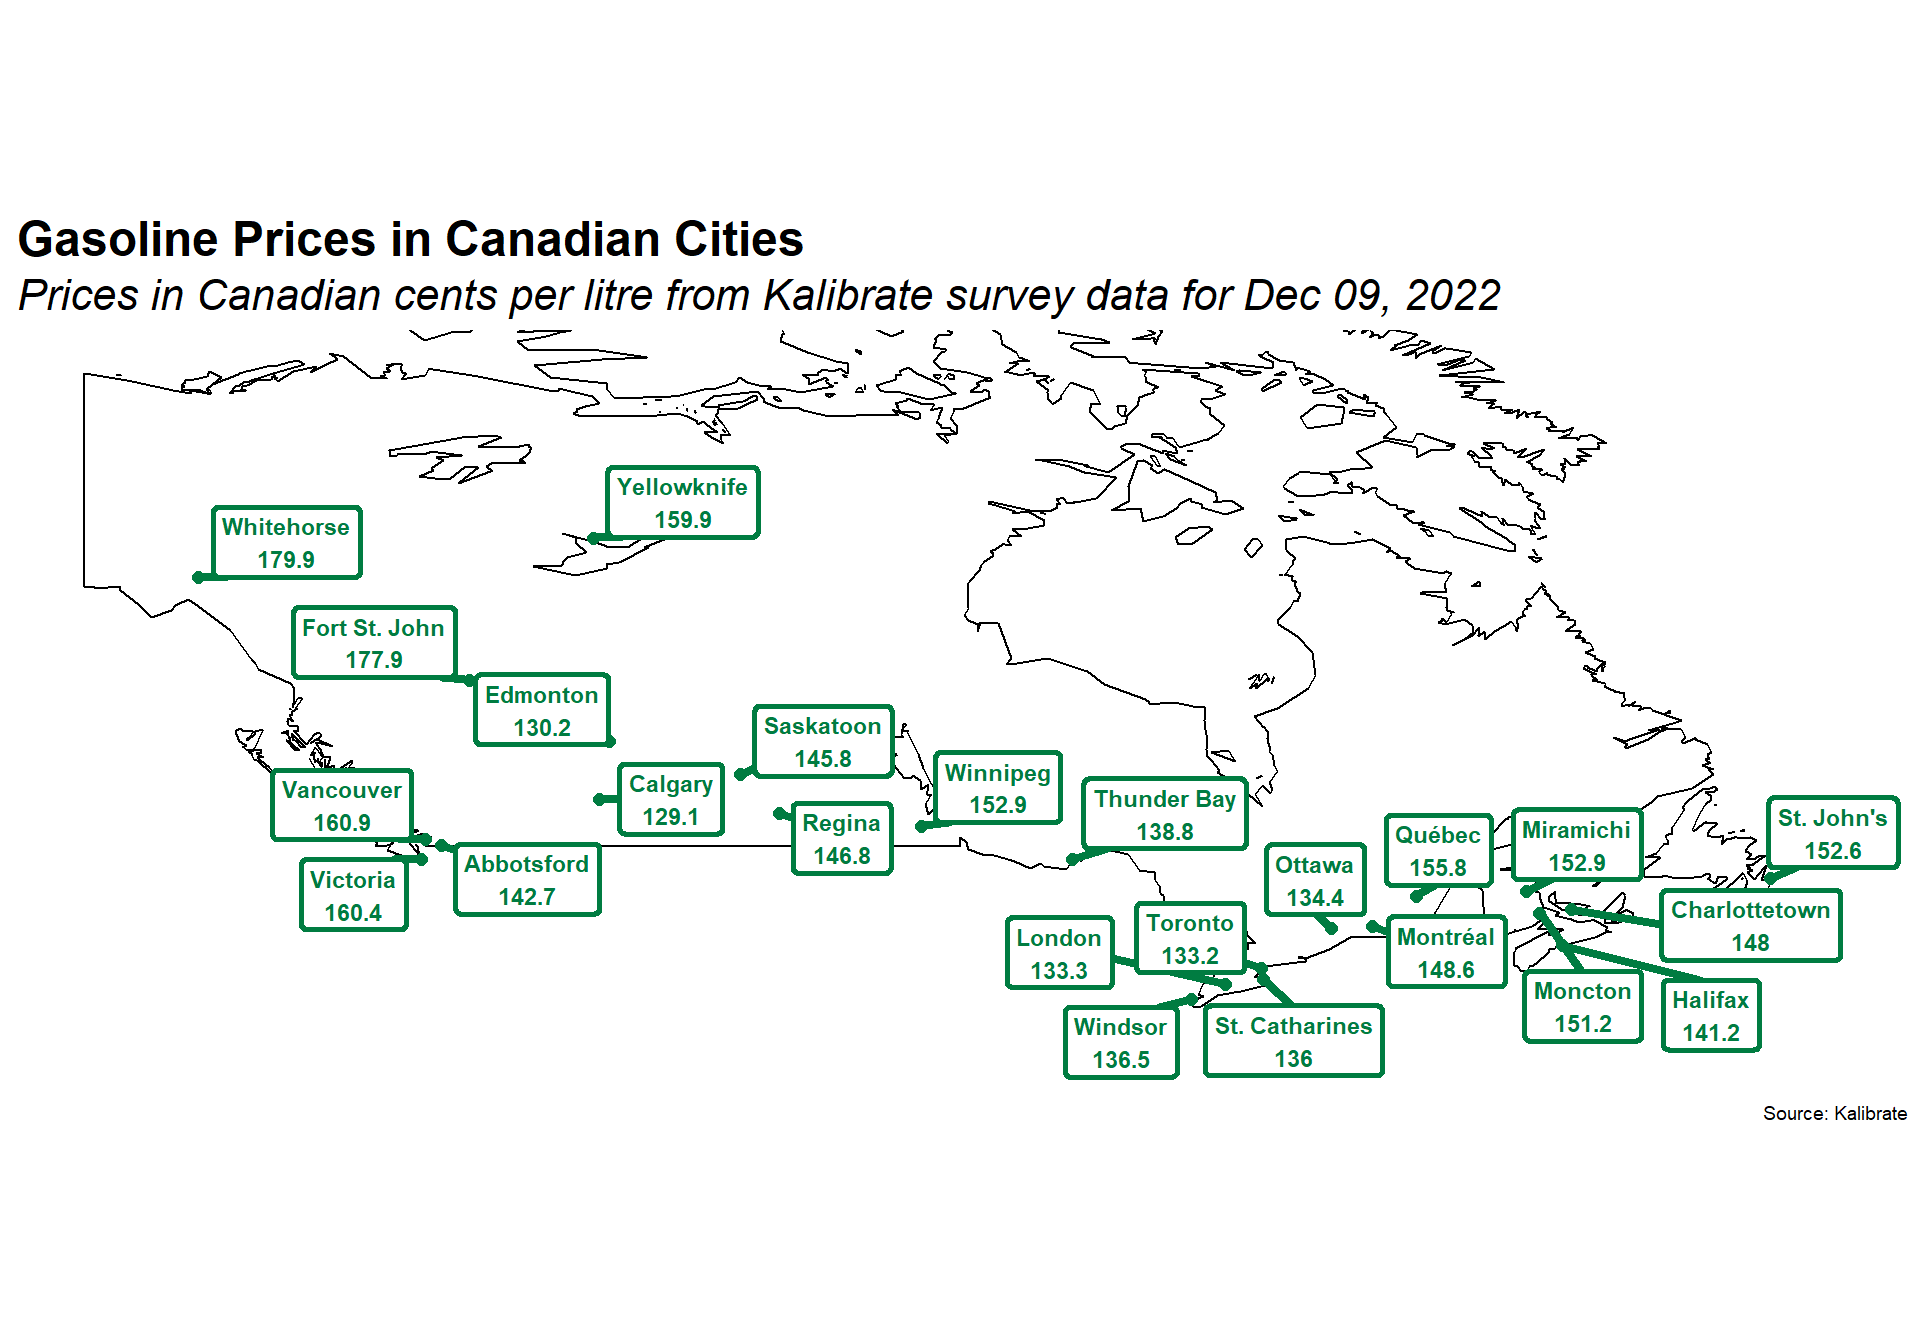 Gasoline Prices in Canadian Cities
Prices in Canadian cents per litre from Kalibrate survey data for Dec 09, 2022
Yellowknife
159.9
Whitehorse
179.9
Fort St. John
177.9
Edmonton
130.2
Saskatoon
145.8
Winnipeg
152.9
Calgary
129.1
Vancouver
160.9
Thunder Bay
138.8
Regina
146.8
St. John's
152.6
Miramichi
152.9
Québec
155.8
Abbotsford
142.7
Ottawa
134.4
Victoria
160.4
Charlottetown
148
Toronto
133.2
London
133.3
Montréal
148.6
Moncton
151.2
Halifax
141.2
Windsor
136.5
St. Catharines
136
Source: Kalibrate